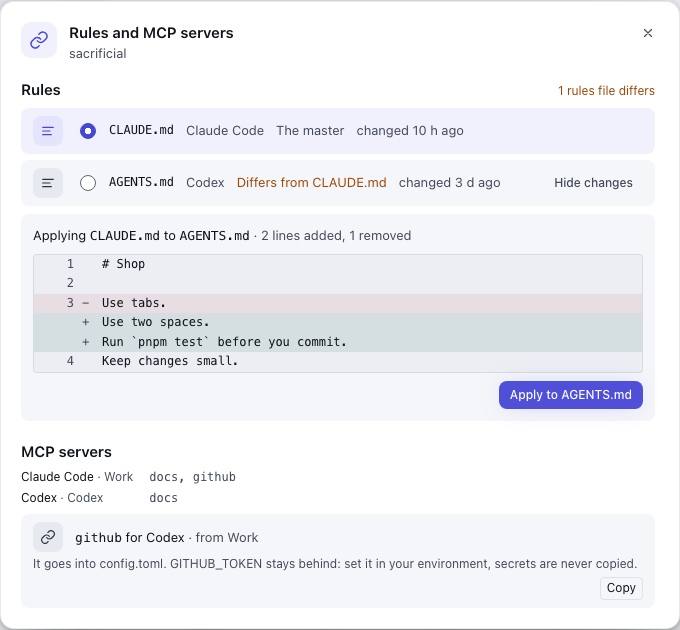 Rules and MCP servers
sacrificial
Rules
1 rules file differs
CLAUDE.md Claude Code The master changed 10 h ago
AGENTS.md Codex Differs from CLAUDE.md changed 3 d ago Hide changes
Applying CLAUDE.md to AGENTS.md · 2 lines added, 1 removed
1 # Shop
2
3 − Use tabs.
+ Use two spaces.
+ Run `pnpm test` before you commit.
4 Keep changes small.
Apply to AGENTS.md
MCP servers
Claude Code · Work docs, github
Codex · Codex docs
github for Codex · from Work
It goes into config.toml. GITHUB_TOKEN stays behind: set it in your environment, secrets are never copied.
Copy